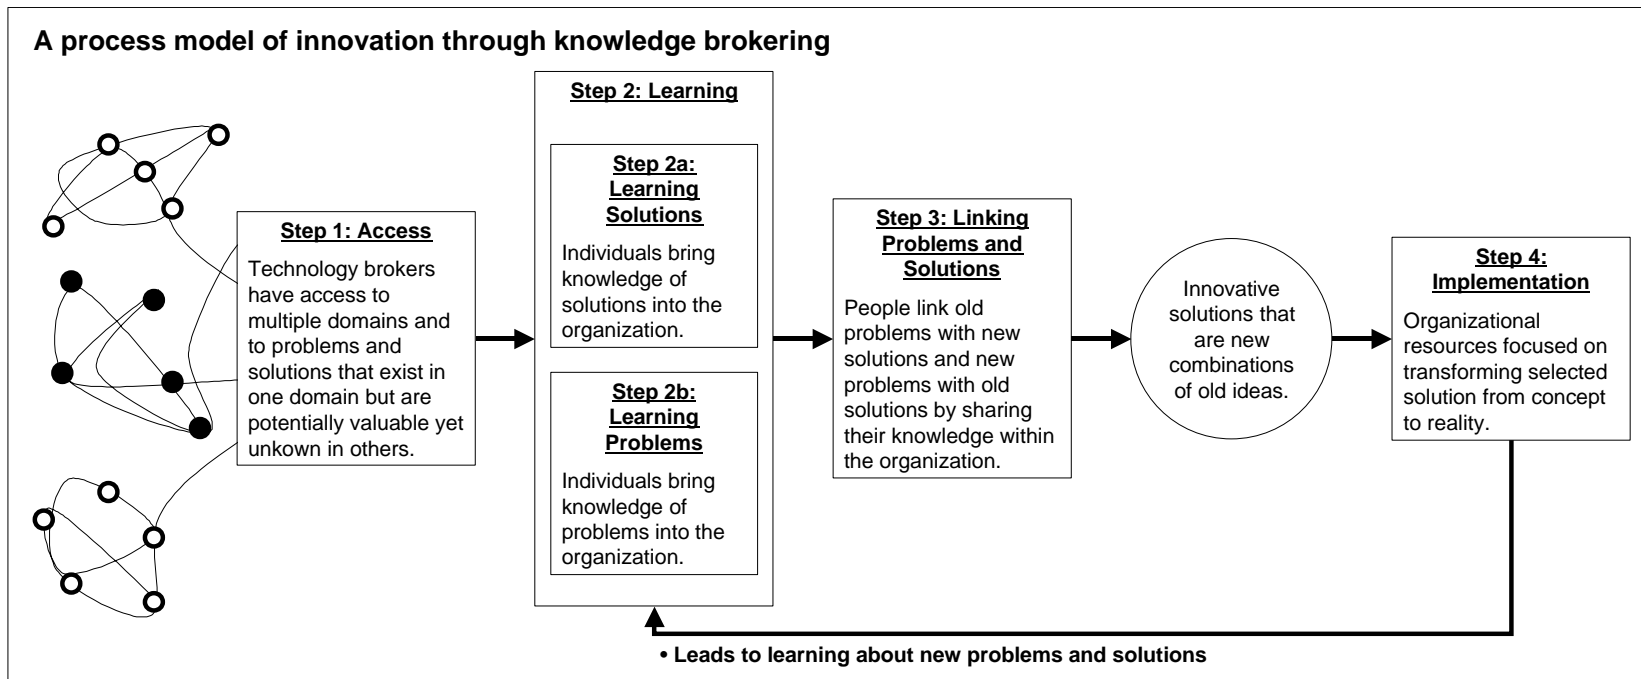 A process model of innovation through knowledge brokering
Step 1: Access
Technology brokers
have access to
multiple domains and
to problems and
solutions that exist in
one domain but are
potentially valuable yet
unkown in others.
Step 2: Learning
Step 2a:
Learning
Solutions
Individuals bring
knowledge of
solutions into the
organization.
Step 2b:
Learning
Problems
Individuals bring
knowledge of
problems into the
organization.
Step 3: Linking
Problems and
Solutions
People link old
problems with new
solutions and new
problems with old
solutions by sharing
their knowledge within
the organization.
Innovative
solutions that
are new
combinations
of old ideas.
Step 4:
Implementation
Organizational
resources focused on
transforming selected
solution from concept
to reality.
• Leads to learning about new problems and solutions